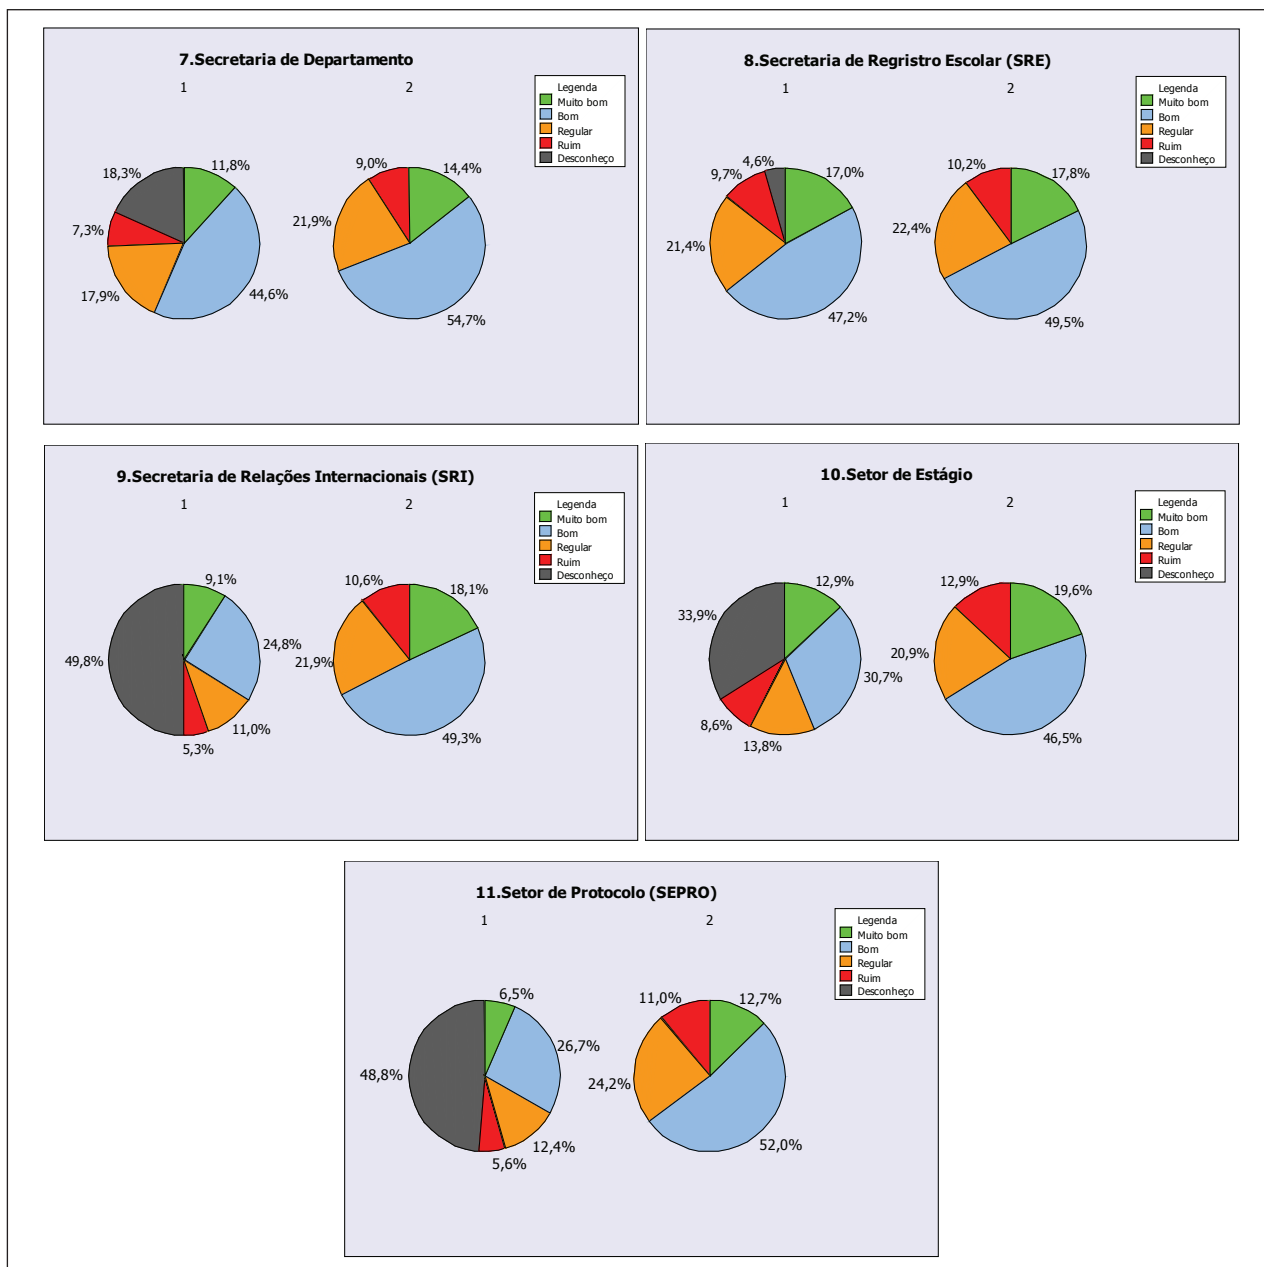 7.Secretaria de Departamento
1
2
Legenda
Muito bom
Bom
Regular
Ruim
Desconheço
18,3%
11,8%
7,3%
17,9%
44,6%
9,0%
14,4%
21,9%
54,7%
8.Secretaria de Regristro Escolar (SRE)
1
2
Legenda
Muito bom
Bom
Regular
Ruim
Desconheço
4,6%
9,7%
17,0%
21,4%
47,2%
10,2%
17,8%
22,4%
49,5%
9.Secretaria de Relações Internacionais (SRI)
1
2
Legenda
Muito bom
Bom
Regular
Ruim
Desconheço
9,1%
24,8%
49,8%
11,0%
5,3%
10,6%
18,1%
21,9%
49,3%
10.Setor de Estágio
1
2
Legenda
Muito bom
Bom
Regular
Ruim
Desconheço
12,9%
33,9%
30,7%
8,6%
13,8%
12,9%
19,6%
20,9%
46,5%
11.Setor de Protocolo (SEPRO)
1
2
Legenda
Muito bom
Bom
Regular
Ruim
Desconheço
6,5%
26,7%
48,8%
12,4%
5,6%
11,0%
12,7%
24,2%
52,0%